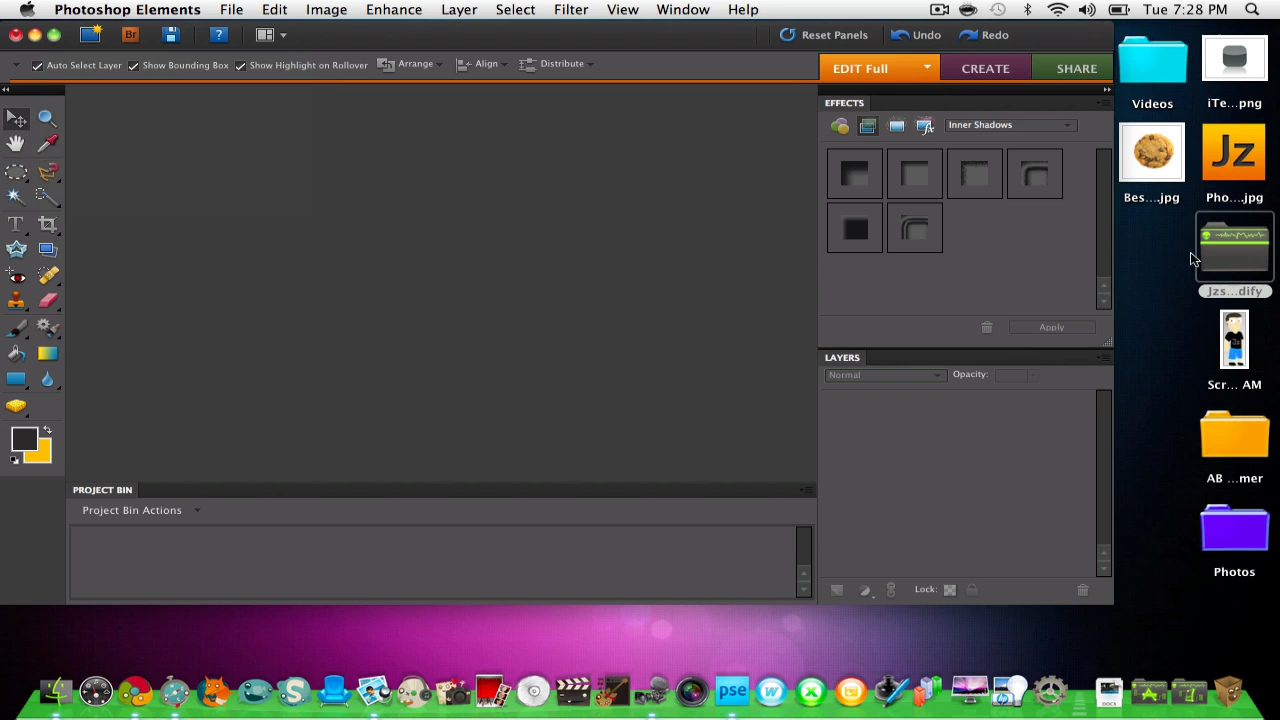 Photoshop Elements File Edit Image Enhance Layer Select Filter View Window Help Tue 7:28 PM
Br ? Reset Panels Undo Redo
Auto Select Layer Show Bounding Box Show Highlight on Rollover Arrange Align Distribute
EDIT Full CREATE SHARE
EFFECTS
Inner Shadows
Apply
LAYERS
Normal Opacity:
Lock:
PROJECT BIN
Project Bin Actions
Videos
iTe...png
Bes...jpg
Jz
Pho...jpg
Jzs...dify
Scr... AM
AB ...mer
Photos
pse
DOCX